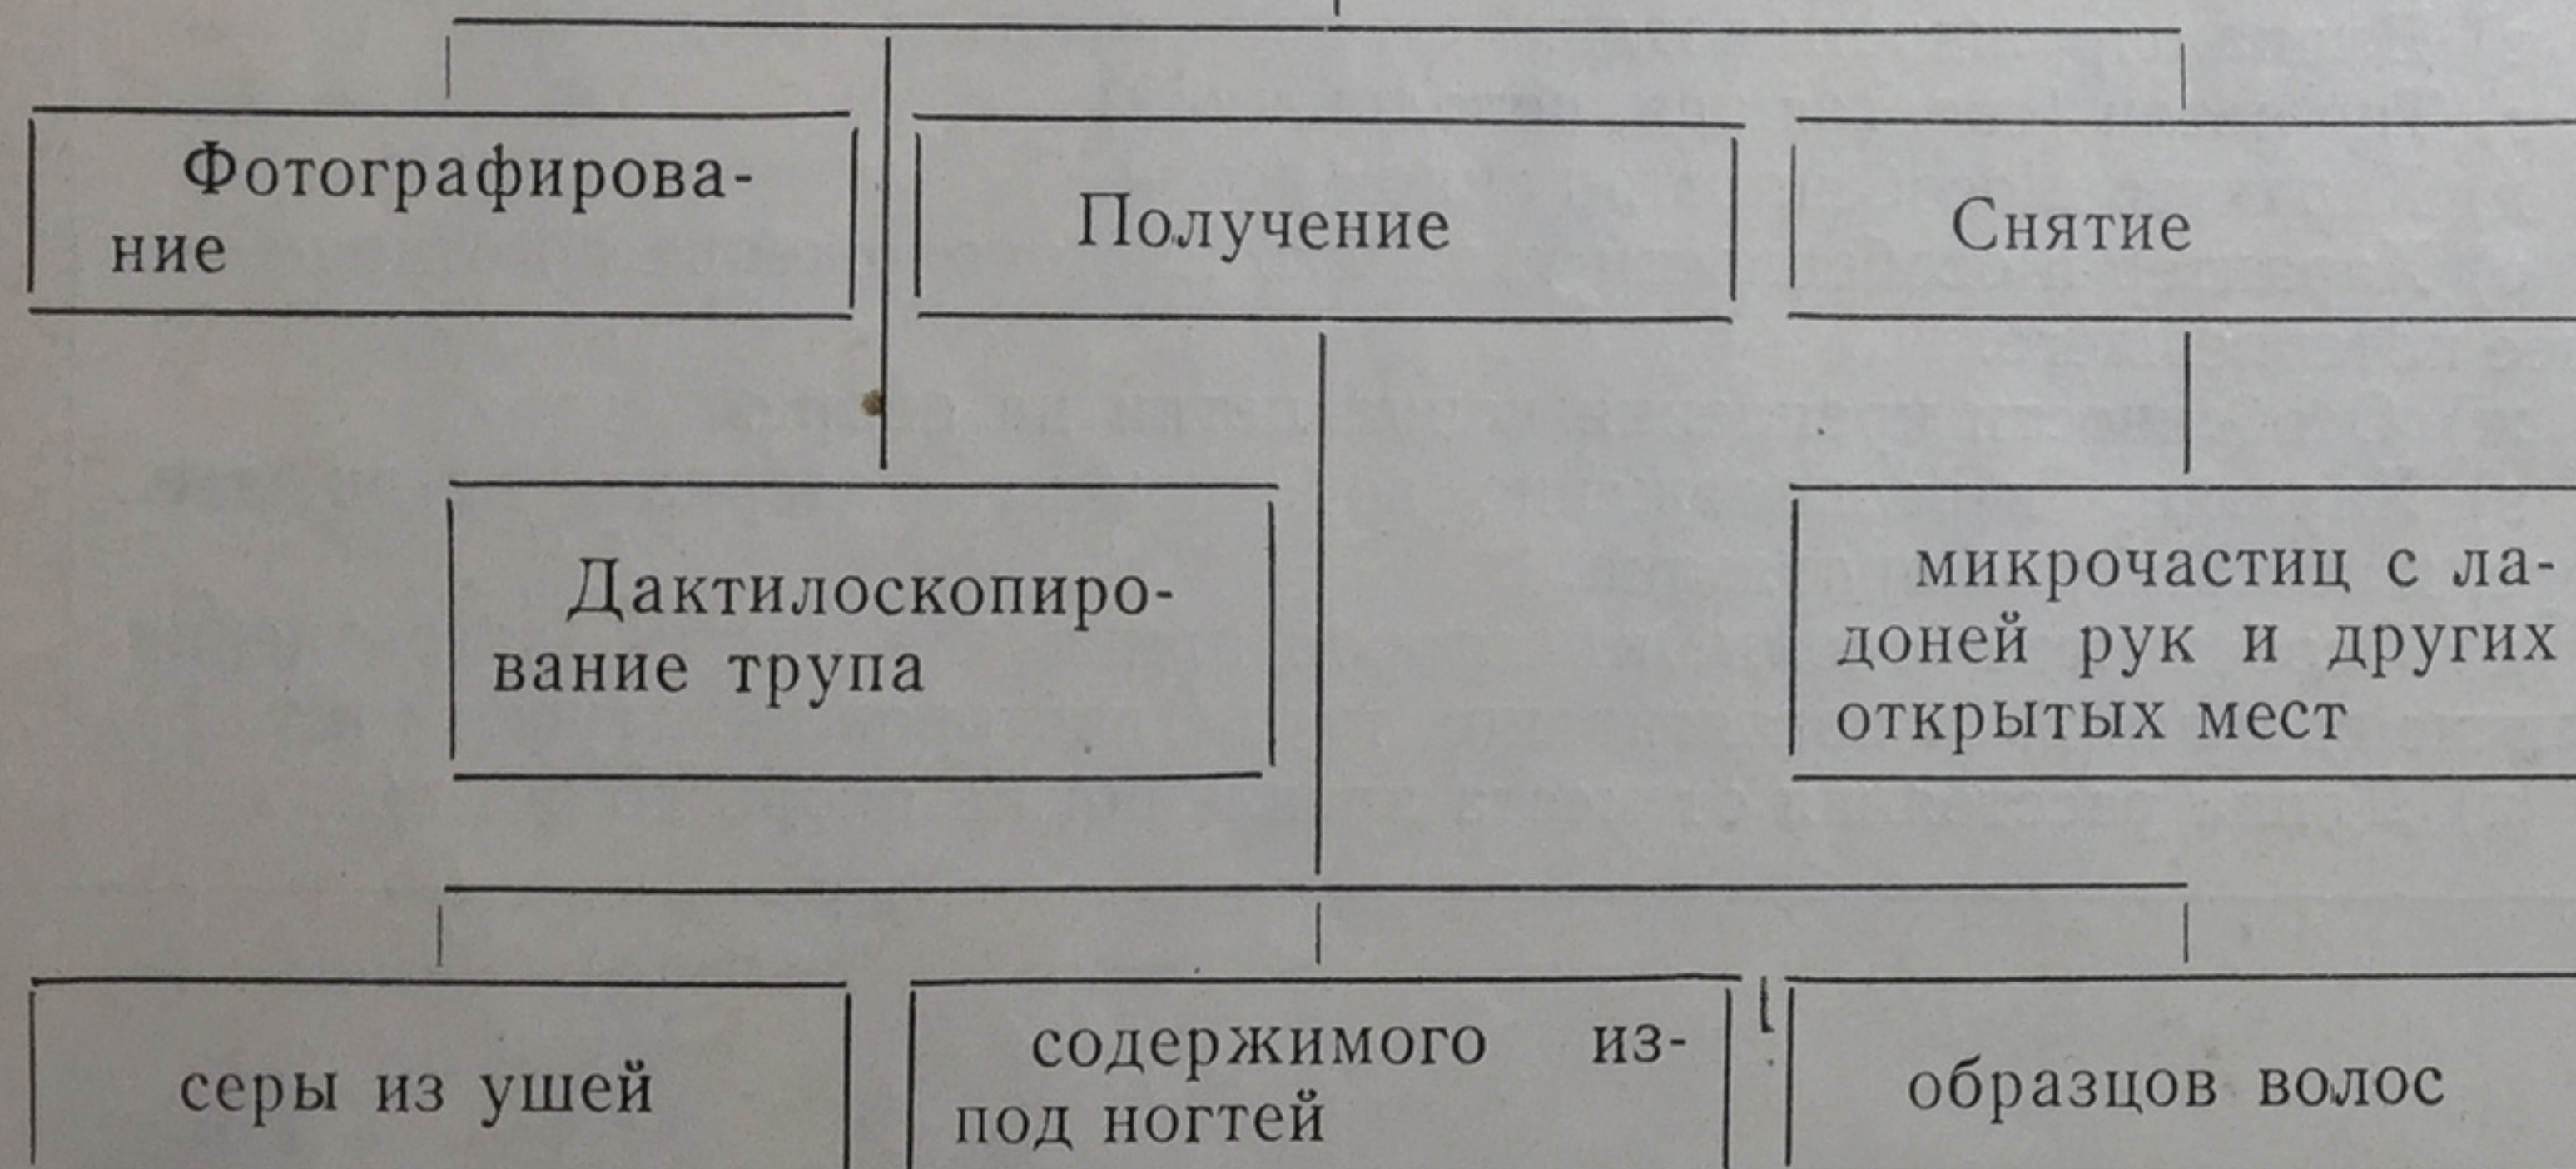 Фотографирова-
ние
Получение
Снятие
Дактилоскопиро-
вание трупа
микрочастиц с ла-
доней рук и других
открытых мест
серы из ушей
содержимого из-
под ногтей
образцов волос